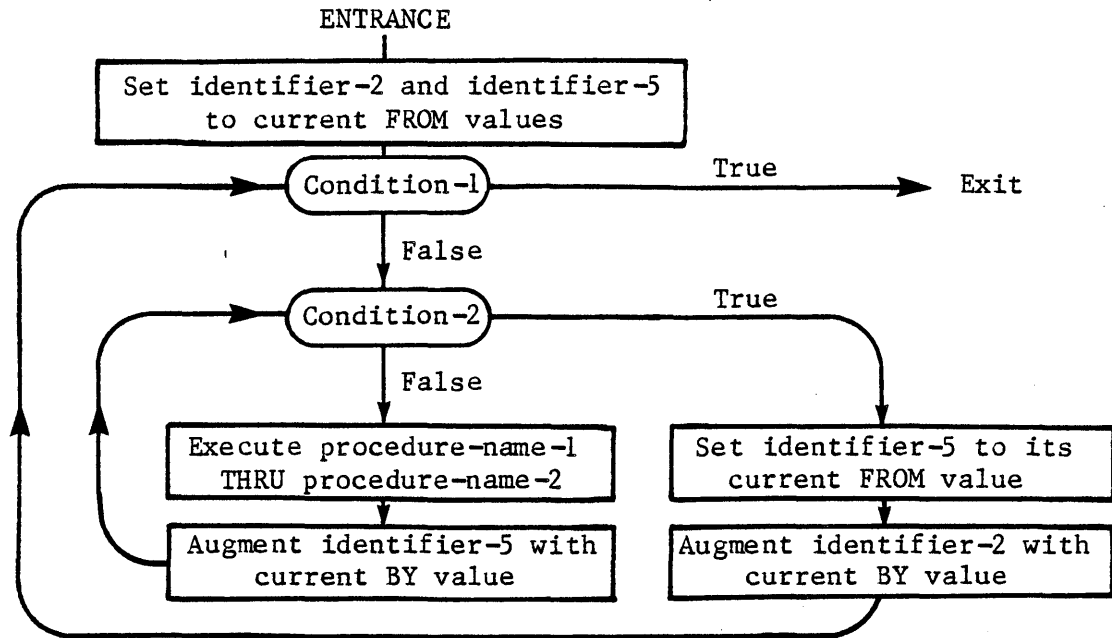 ENTRANCE
Set identifier-2 and identifier-5
to current FROM values
Condition-1
True
Exit
False
Condition-2
True
False
Execute procedure-name-1
THRU procedure-name-2
Set identifier-5 to its
current FROM value
Augment identifier-5 with
current BY value
Augment identifier-2 with
current BY value